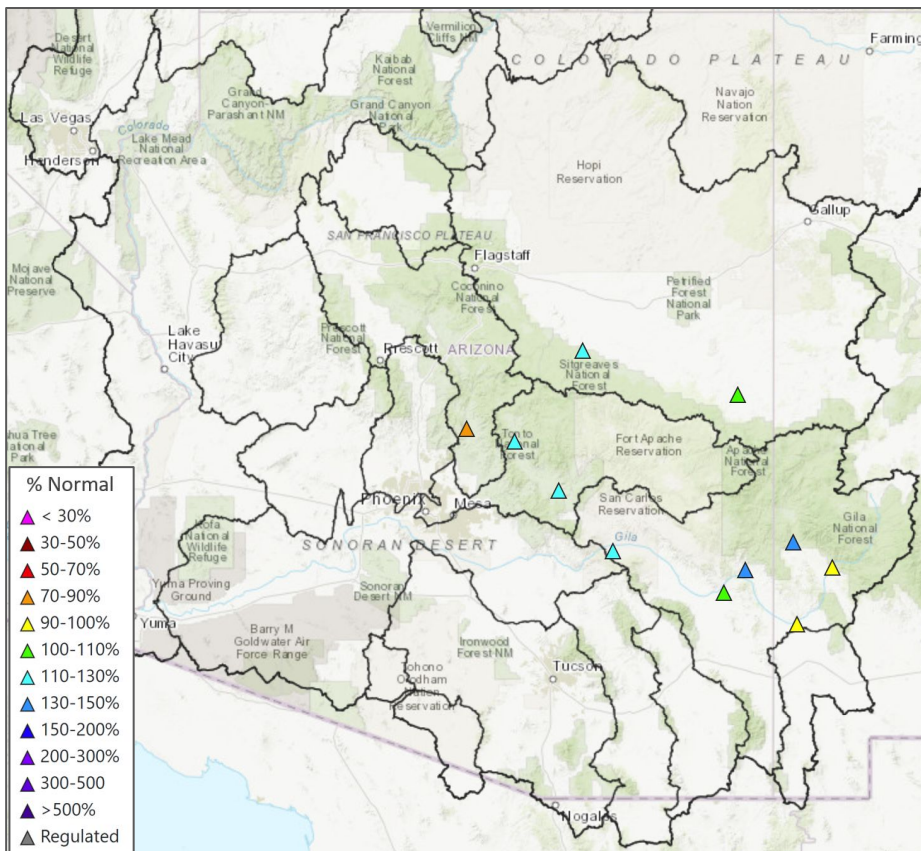 Desert
National
Wildlife
Refuge
Vermilion
Cliffs NM
Farming
COLORADO PLATEAU
Kaibab
National
Forest
Grand
Canyon-
Parashant NM
Grand Canyon
National
Park
Navajo
Nation
Reservation
Las Vegas
Colorado
Henderson
Lake Mead
National
Recreation Area
Hopi
Reservation
Gallup
SAN FRANCISCO PLATEAU
Flagstaff
Mojave
National
Preserve
Coconino
National
Forest
Petrified
Forest
National
Park
Lake
Havasu
City
Prescott
National
Forest
Prescott
ARIZONA
Sitgreaves
National
Forest
Tonto
National
Forest
Fort Apache
Reservation
Apache
National
Forest
hua Tree
National
Park
Phoenix
Mesa
San Carlos
Reservation
Gila
National
Forest
Gila
SONORAN DESERT
Kofa
National
Wildlife
Refuge
Yuma Proving
Ground
Sonoran
Desert NM
Yuma
Barry M
Goldwater Air
Force Range
Ironwood
Forest NM
Tohono
Oodham
Nation
Reservation
Tucson
Nogales
% Normal
< 30%
30-50%
50-70%
70-90%
90-100%
100-110%
110-130%
130-150%
150-200%
200-300%
300-500
>500%
Regulated